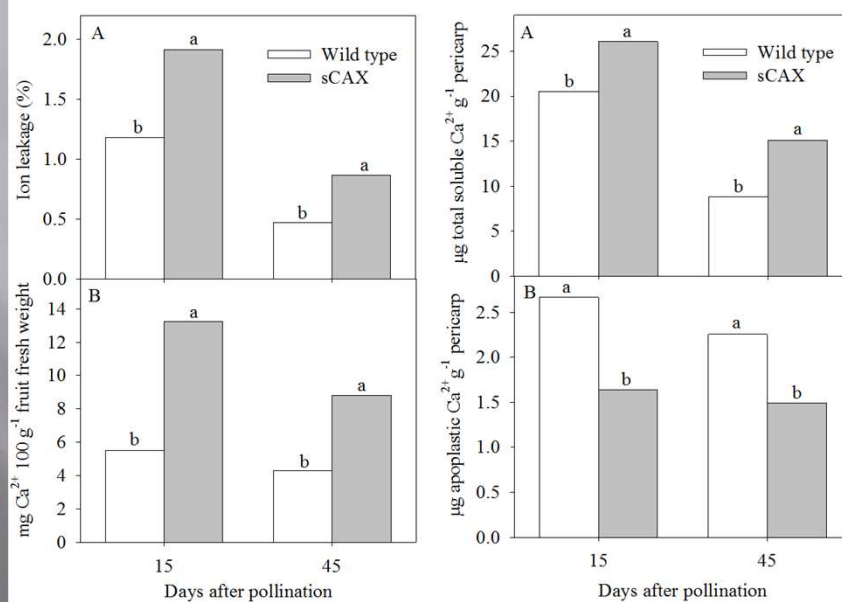 A
Wild type
sCAX
Ion leakage (%)
2.0
1.5
1.0
0.5
0.0
b
a
b
a
B
mg Ca²⁺ 100 g⁻¹ fruit fresh weight
14
12
10
8
6
4
2
0
b
a
b
a
15
45
Days after pollination
A
Wild type
sCAX
µg total soluble Ca²⁺ g⁻¹ pericarp
25
20
15
10
5
0
b
a
b
a
B
µg apoplastic Ca²⁺ g⁻¹ pericarp
2.5
2.0
1.5
1.0
0.5
0.0
a
b
a
b
15
45
Days after pollination